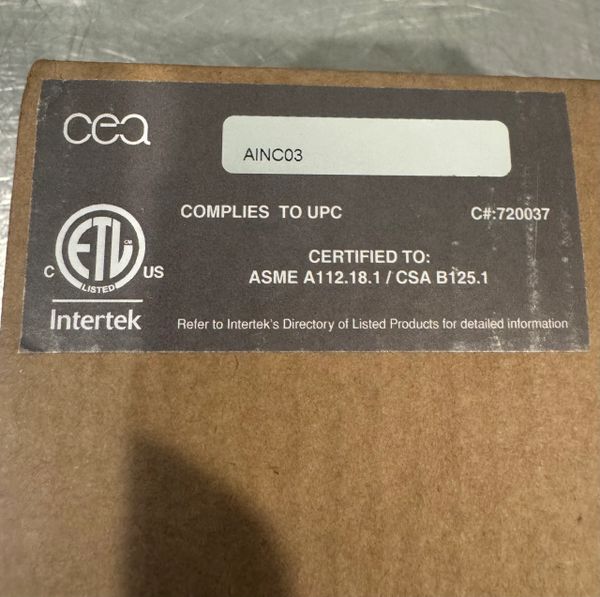 cea
AINC03
COMPLIES TO UPC C#:720037
CERTIFIED TO:
ASME A112.18.1 / CSA B125.1
ETL CM
LISTED
C US
Intertek
Refer to Intertek's Directory of Listed Products for detailed information